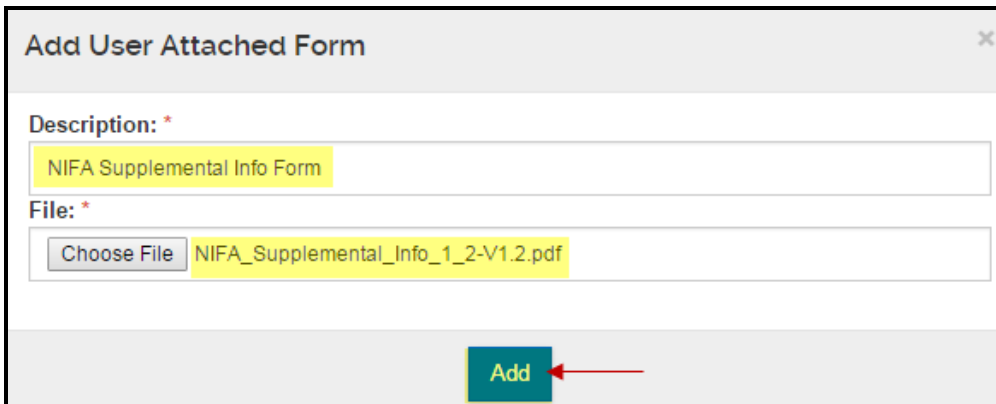 Add User Attached Form ×
Description: *
NIFA Supplemental Info Form
File: *
Choose File NIFA_Supplemental_Info_1_2-V1.2.pdf
Add